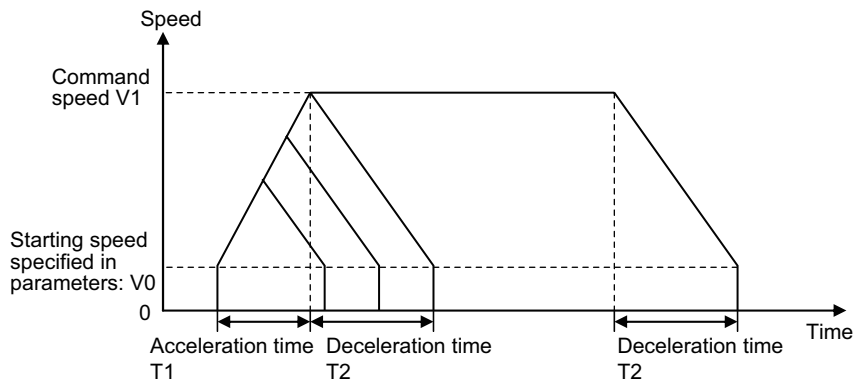 Speed
Command
speed V1
Starting speed
specified in
parameters: V0
0
Time
Acceleration time
T1
Deceleration time
T2
Deceleration time
T2